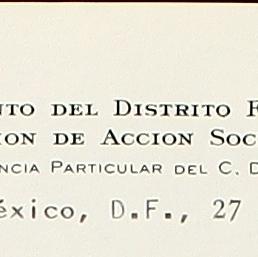 NTO DEL DISTRITO F
ION DE ACCION SOC
NCIA PARTICULAR DEL C. D
éxico, D.F., 27